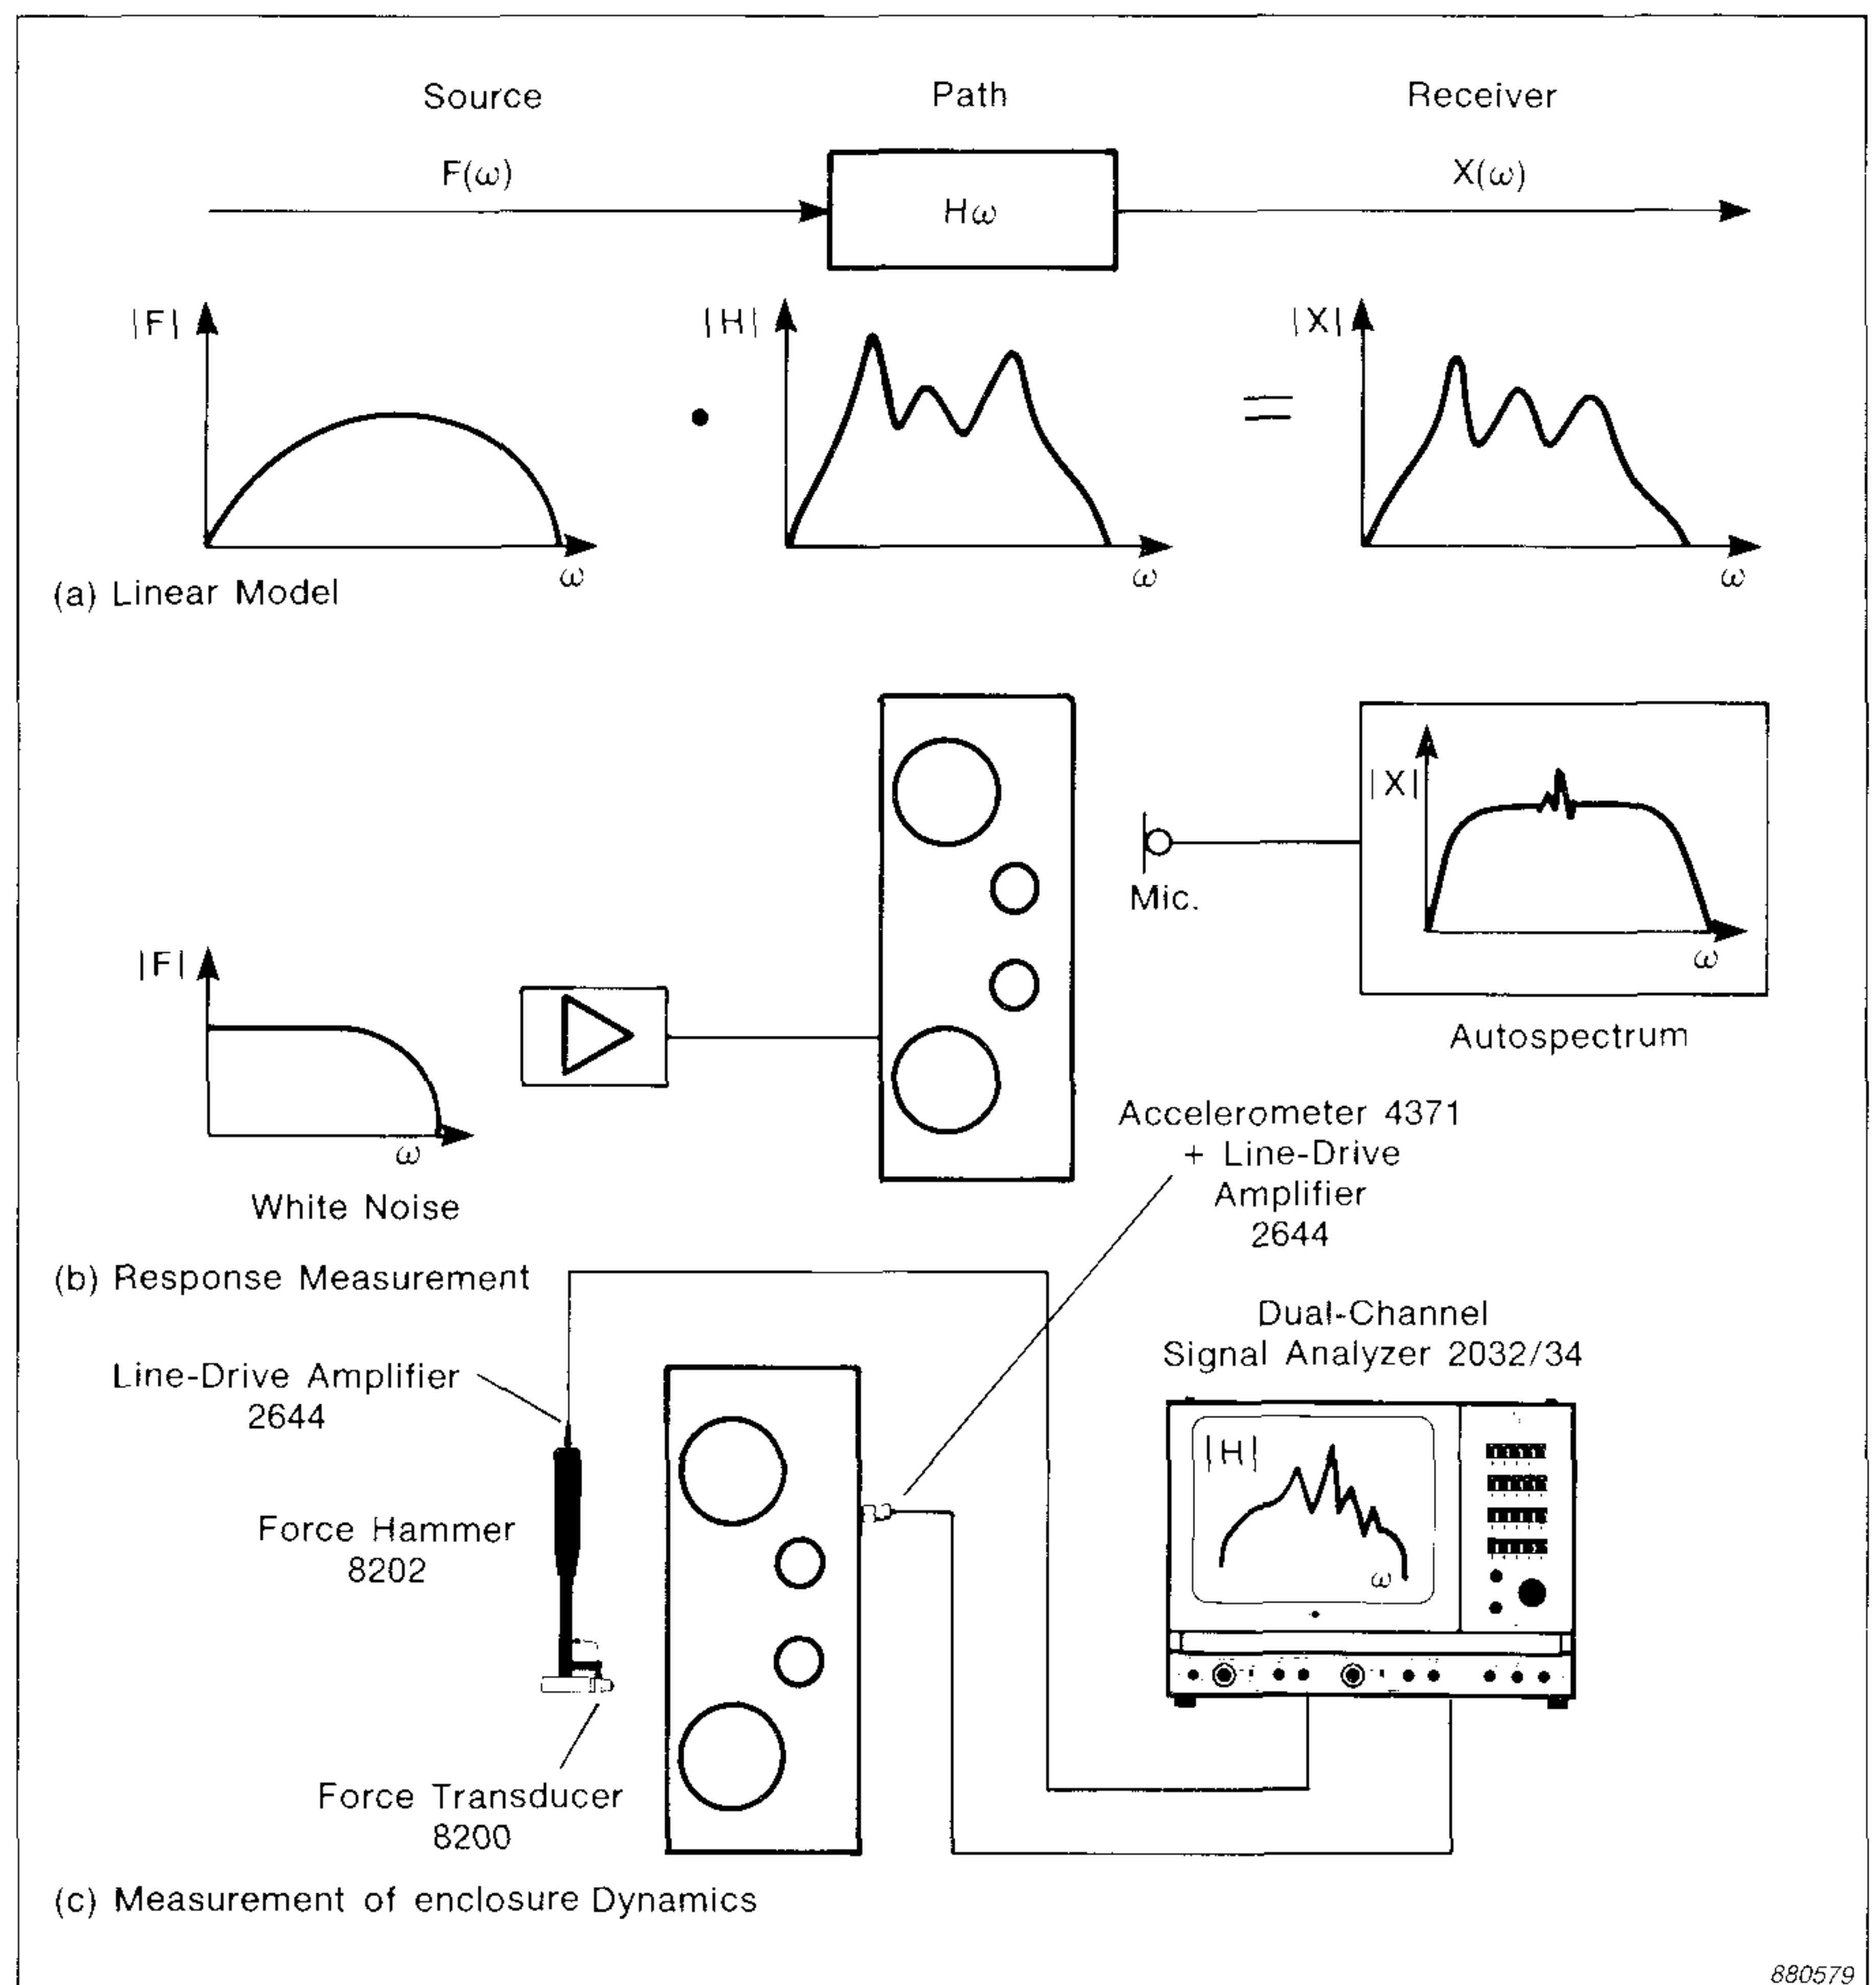 Source
Path
Receiver
F(ω)
Hω
X(ω)
|F|
|H|
|X|
•
=
ω
ω
ω
(a) Linear Model
|X|
ω
Mic.
Autospectrum
|F|
ω
White Noise
Accelerometer 4371
+ Line-Drive
Amplifier
2644
(b) Response Measurement
Dual-Channel
Signal Analyzer 2032/34
Line-Drive Amplifier
2644
|H|
ω
Force Hammer
8202
Force Transducer
8200
(c) Measurement of enclosure Dynamics
880579